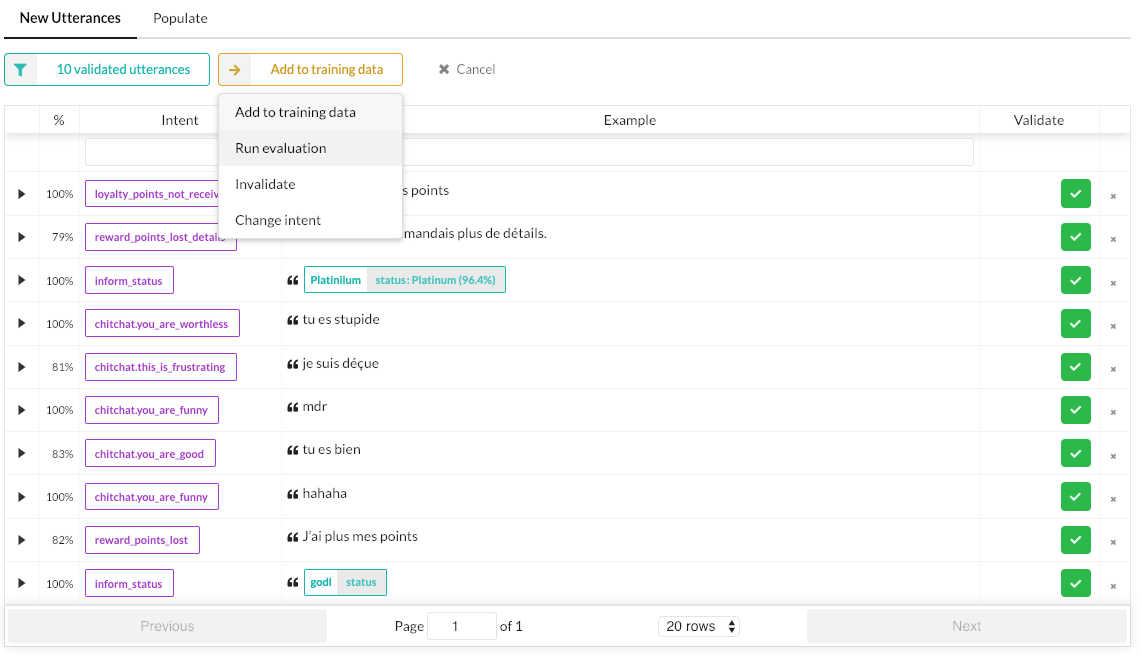 New Utterances Populate
10 validated utterances Add to training data Cancel
Add to training data
Run evaluation
Invalidate
Change intent
% Intent Example Validate
100% loyalty_points_not_receiv s points
79% reward_points_lost_details mandais plus de détails.
100% inform_status Platiniium status: Platinum (96.4%)
100% chitchat.you_are_worthless tu es stupide
81% chitchat.this_is_frustrating je suis déçue
100% chitchat.you_are_funny mdr
83% chitchat.you_are_good tu es bien
100% chitchat.you_are_funny hahaha
82% reward_points_lost J'ai plus mes points
100% inform_status godl status
Previous Page 1 of 1 20 rows Next